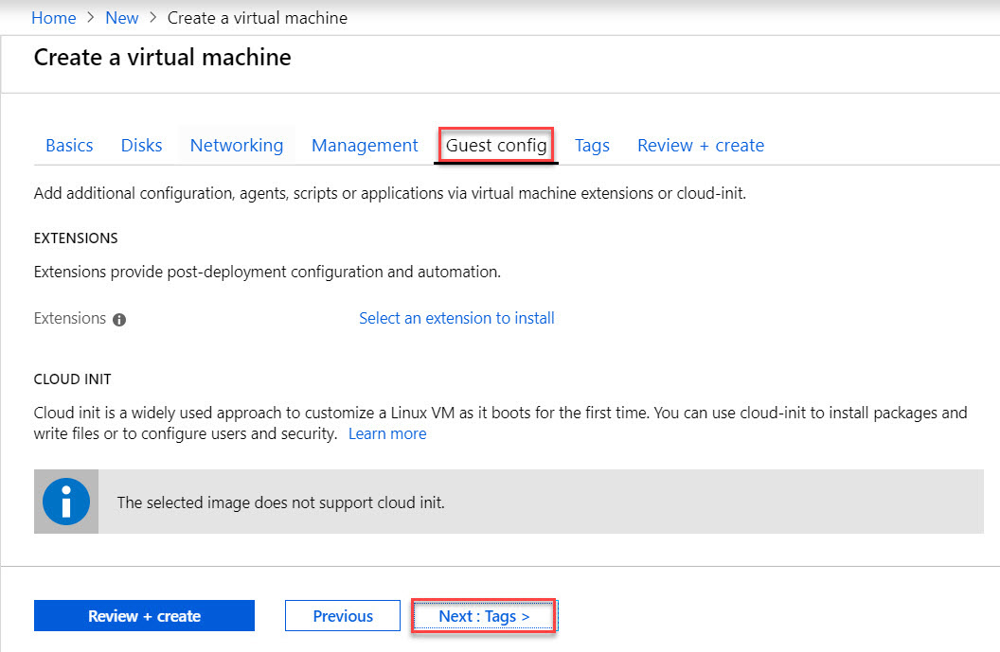 Home > New > Create a virtual machine
Create a virtual machine
Basics Disks Networking Management Guest config Tags Review + create
Add additional configuration, agents, scripts or applications via virtual machine extensions or cloud-init.
EXTENSIONS
Extensions provide post-deployment configuration and automation.
Extensions Select an extension to install
CLOUD INIT
Cloud init is a widely used approach to customize a Linux VM as it boots for the first time. You can use cloud-init to install packages and
write files or to configure users and security. Learn more
The selected image does not support cloud init.
Review + create Previous Next : Tags >